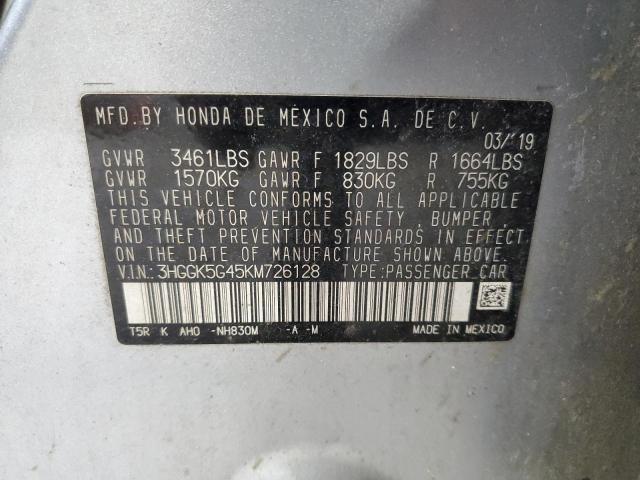 MFD. BY HONDA DE MEXICO S.A. DE C.V.
03/'19
GVWR 3461LBS GAWR F 1829LBS R 1664LBS
GVWR 1570KG GAWR F 830KG R 755KG
THIS VEHICLE CONFORMS TO ALL APPLICABLE
FEDERAL MOTOR VEHICLE SAFETY, BUMPER,
AND THEFT PREVENTION STANDARDS IN EFFECT
ON THE DATE OF MANUFACTURE SHOWN ABOVE.
V.I.N.: 3HGGK5G45KM726128 TYPE: PASSENGER CAR
T5R K AH0 -NH830M -A -M MADE IN MEXICO